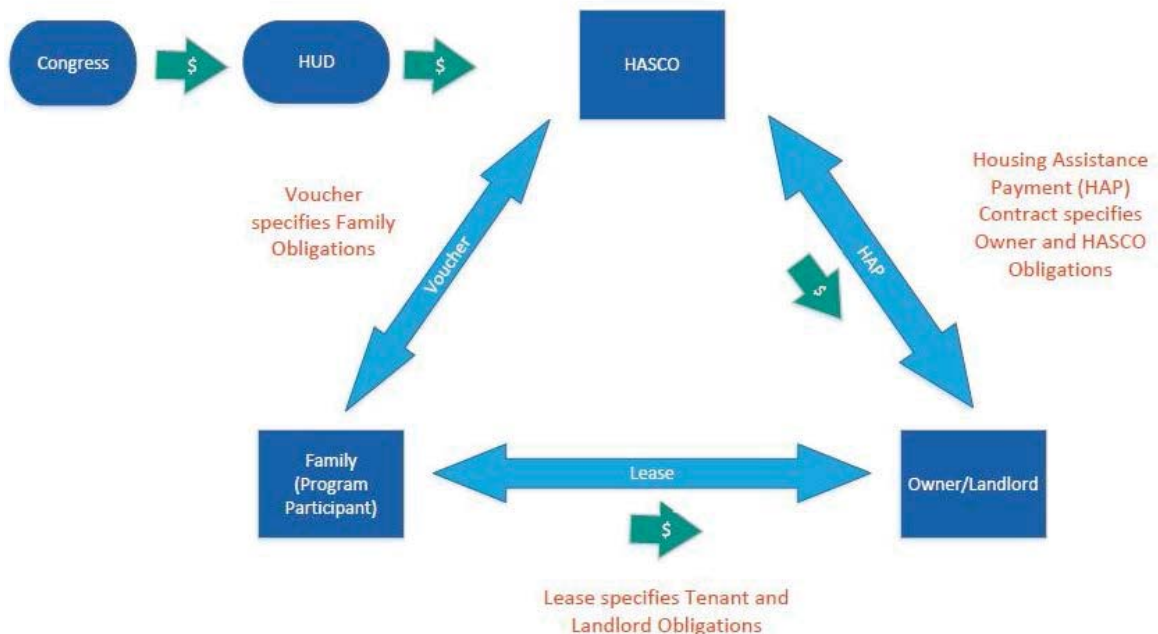 Congress
$
HUD
$
HASCO
Voucher
specifies Family
Obligations
Voucher
HAP
$
Housing Assistance
Payment (HAP)
Contract specifies
Owner and HASCO
Obligations
Family
(Program
Participant)
Lease
$
Owner/Landlord
Lease specifies Tenant and
Landlord Obligations